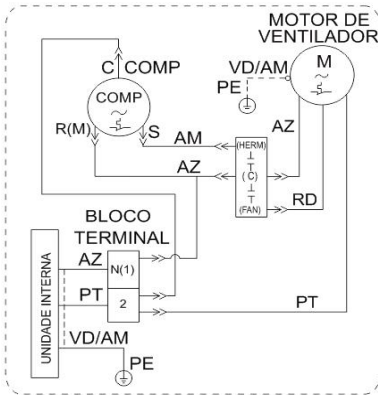 MOTOR DE
VENTILADOR
C COMP
VD/AM
M
PE
COMP
AZ
R(M)
S
AM
(HERM)
AZ
(C)
RD
(FAN)
BLOCO
TERMINAL
AZ
N(1)
PT
2
PT
UNIDADE INTERNA
VD/AM
PE